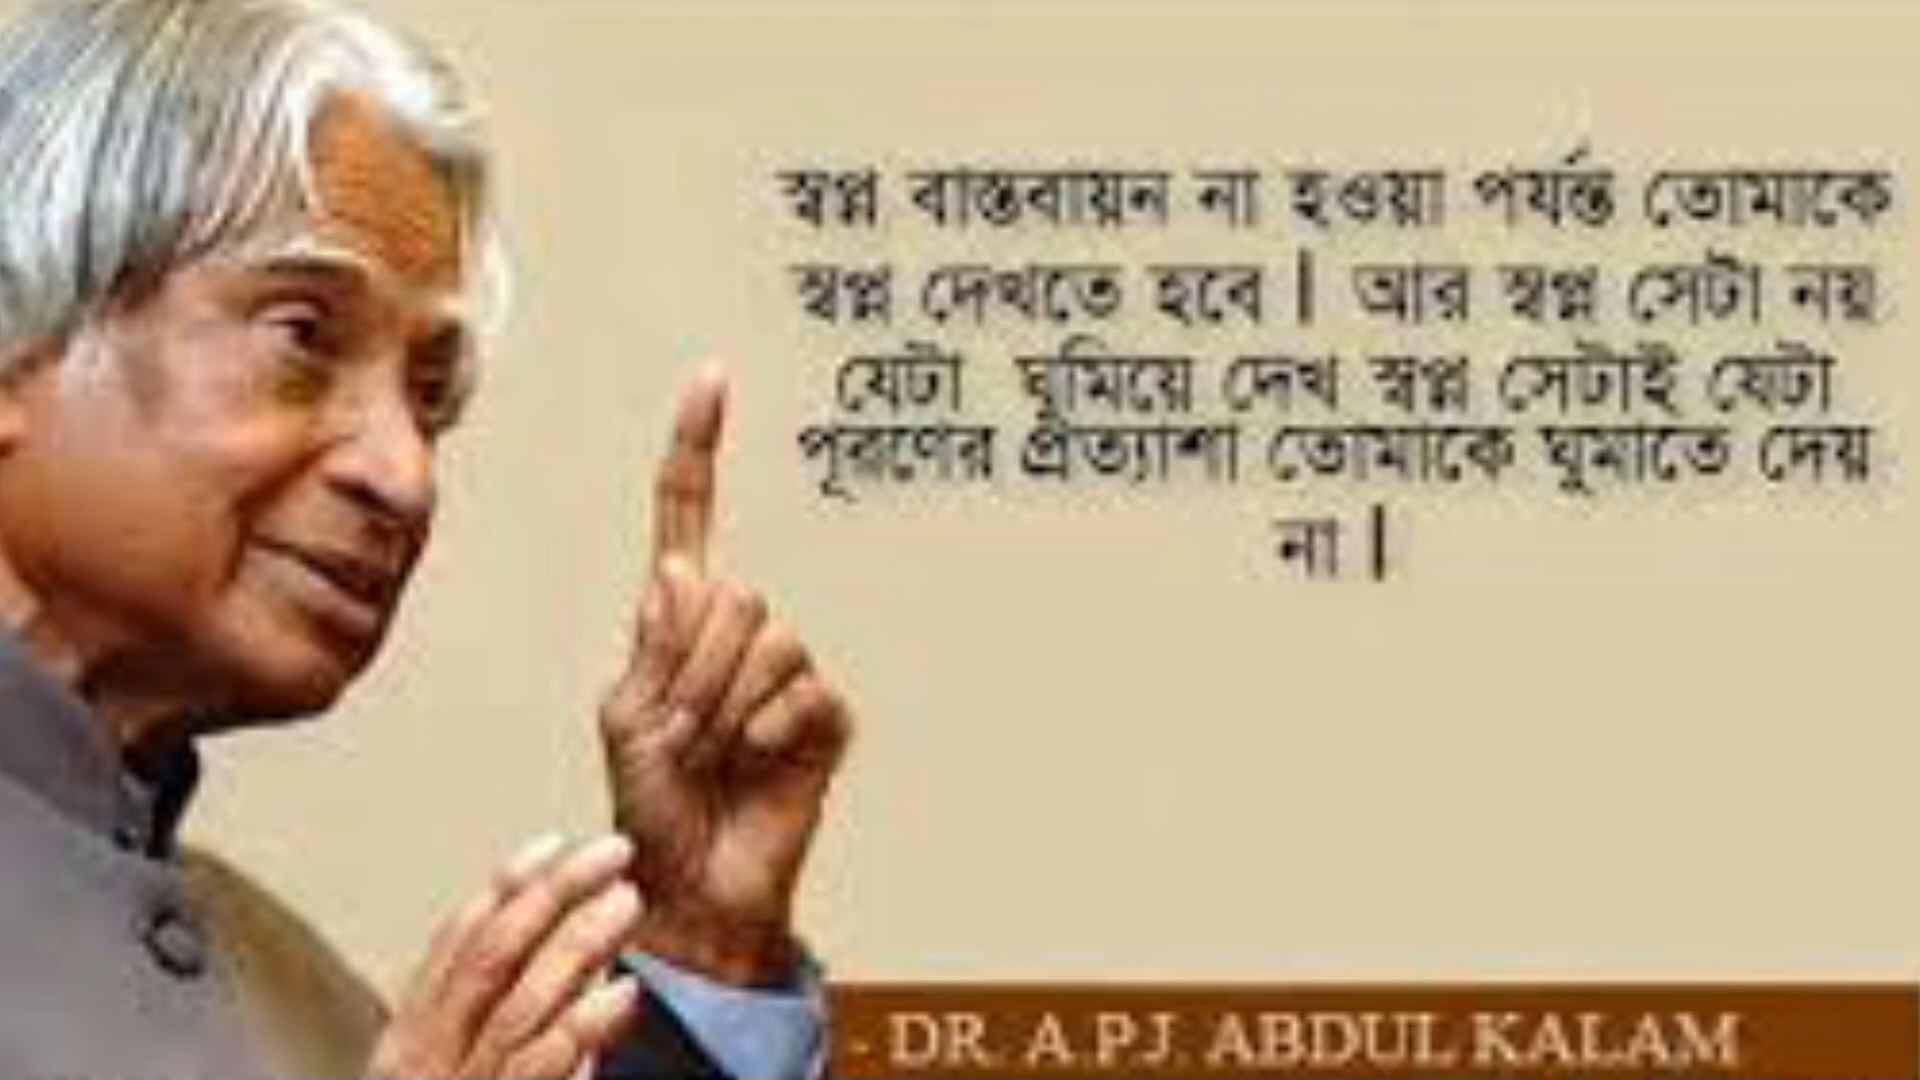 স্বপ্ন বাস্তবায়ন না হওয়া পর্যন্ত তোমাকে
স্বপ্ন দেখতে হবে। আর স্বপ্ন সেটা নয়
যেটা ঘুমিয়ে দেখ স্বপ্ন সেটাই যেটা
পূরণের প্রত্যাশা তোমাকে ঘুমাতে দেয়
না।
- DR. A.P.J. ABDUL KALAM